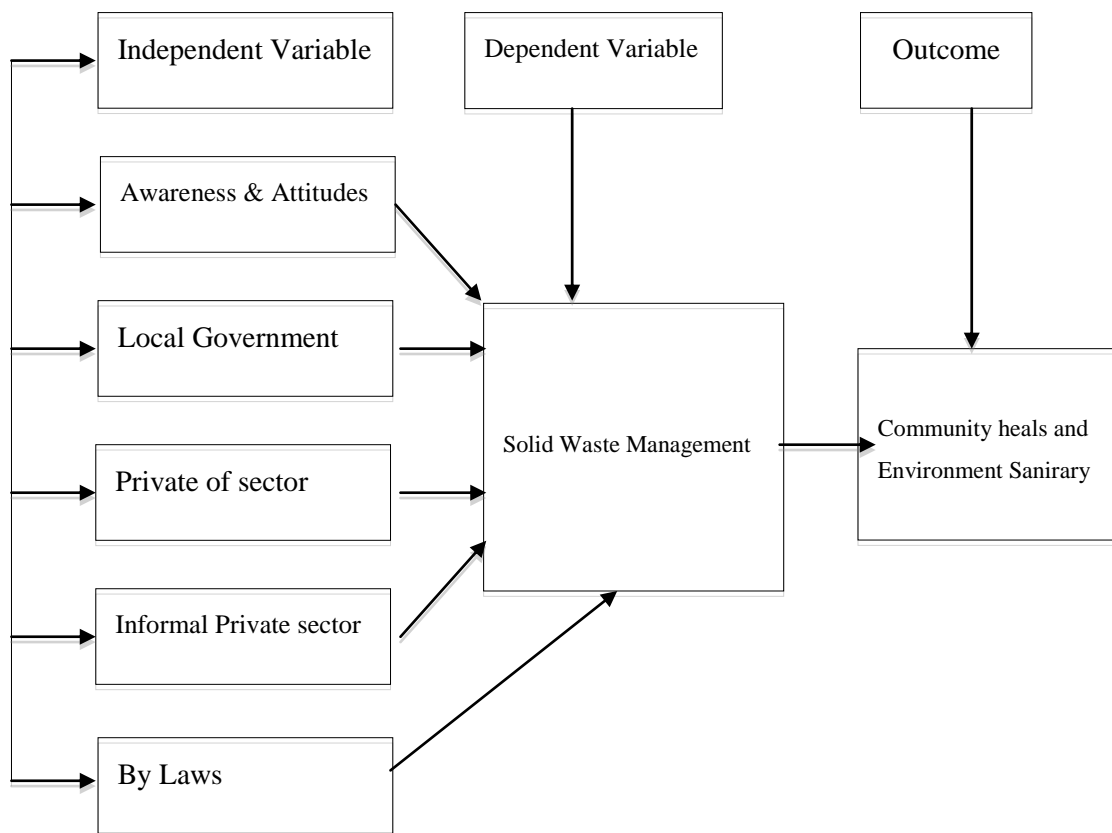 Independent Variable
Dependent Variable
Outcome
Awareness & Attitudes
Local Government
Private of sector
Informal Private sector
By Laws
Solid Waste Management
Community heals and
Environment Sanirary